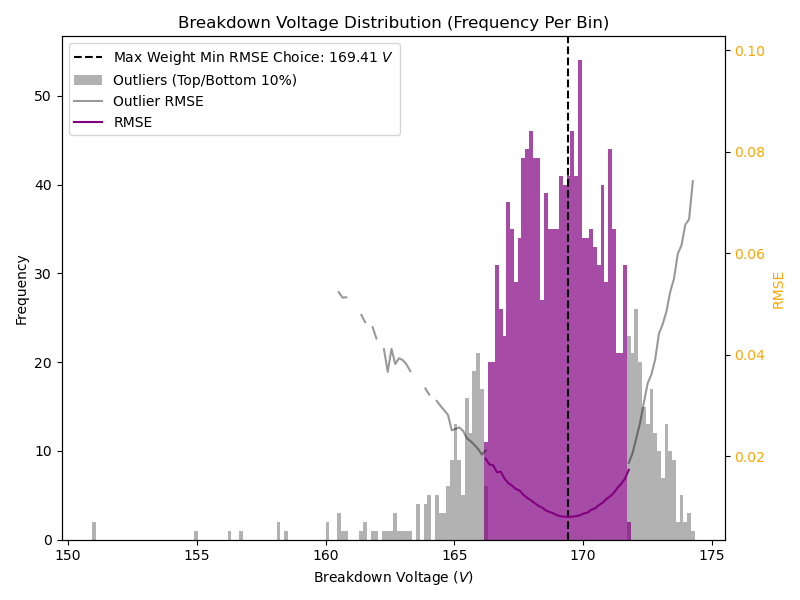 Breakdown Voltage Distribution (Frequency Per Bin)
Max Weight Min RMSE Choice: 169.41 V
Outliers (Top/Bottom 10%)
Outlier RMSE
RMSE
Frequency
50
40
30
20
10
0
0.10
0.08
0.06
0.04
0.02
RMSE
150
155
160
165
170
175
Breakdown Voltage (V)